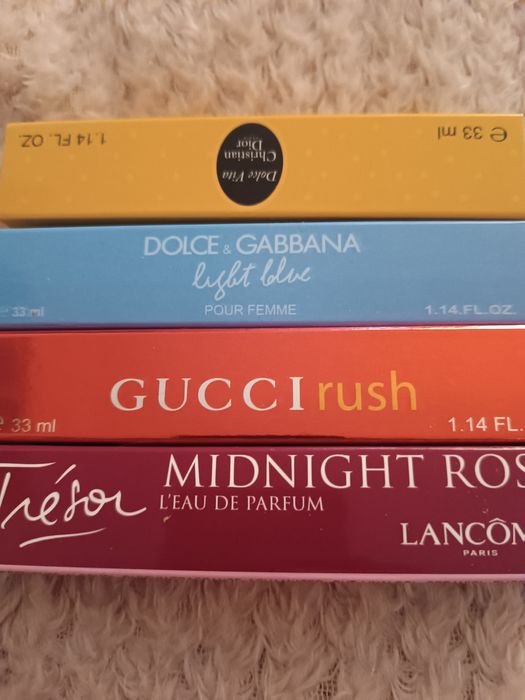 1.14 FL. OZ.
Dolce Vita
Christian
Dior
e 33 ml
DOLCE & GABBANA
light blue
POUR FEMME
e 33 ml
1.14.FL.OZ.
GUCCI rush
e 33 ml
1.14 FL.
Trésor
MIDNIGHT ROS
L'EAU DE PARFUM
LANCÔM
PARIS